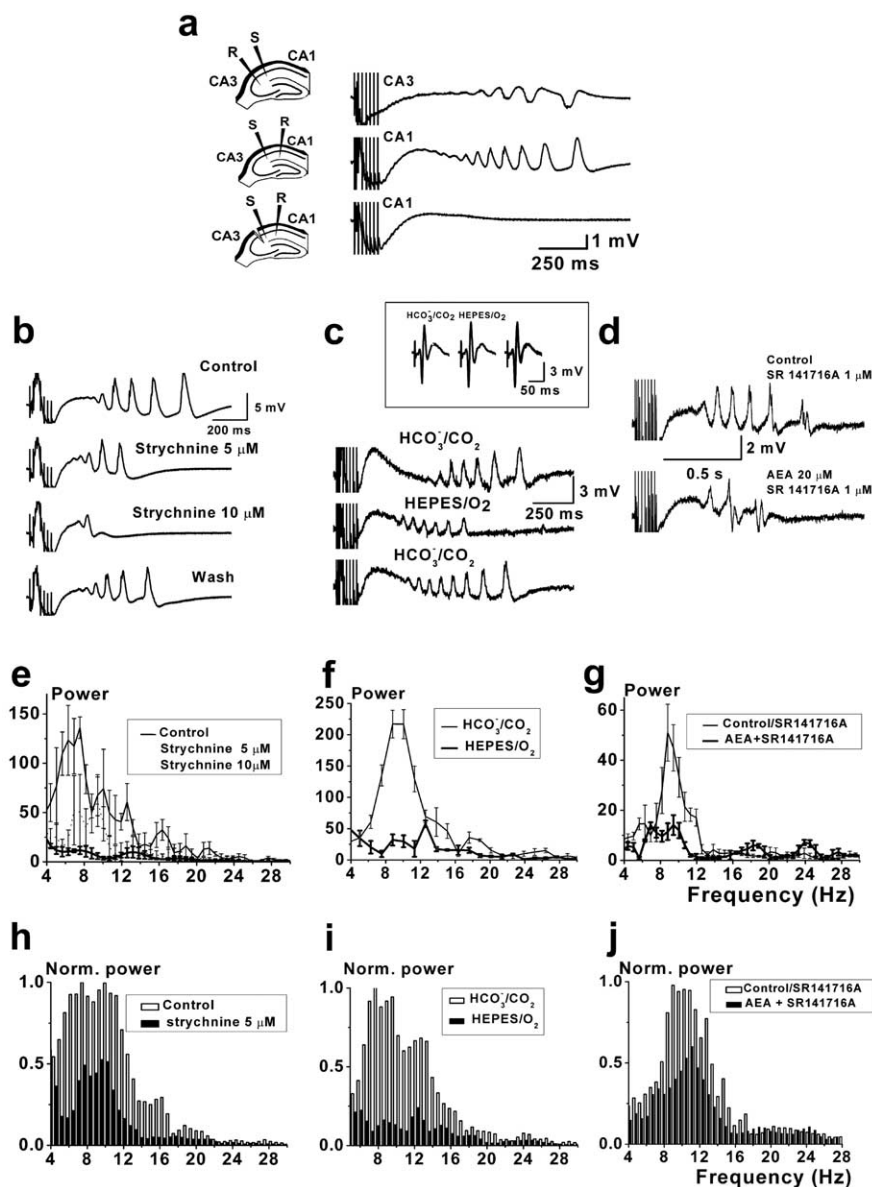 a
S
R
CA1
CA3
CA3
S
R
CA1
CA3
CA1
S
R
CA1
CA3
CA1
1 mV
250 ms
b
Control
5 mV
200 ms
Strychnine 5 μM
Strychnine 10 μM
Wash
c
HCO3-/CO2 HEPES/O2
3 mV
50 ms
HCO3-/CO2
HEPES/O2
3 mV
250 ms
HCO3-/CO2
d
Control
SR 141716A 1 μM
2 mV
0.5 s
AEA 20 μM
SR 141716A 1 μM
e
Power
150
100
50
0
Control
Strychnine 5 μM
Strychnine 10μM
4 8 12 16 20 24 28
f
Power
250
200
150
100
50
0
HCO3-/CO2
HEPES/O2
4 8 12 16 20 24 28
g
Power
60
40
20
0
Control/SR141716A
AEA+SR141716A
4 8 12 16 20 24 28
Frequency (Hz)
h
Norm. power
1.0
0.5
0.0
Control
strychnine 5 μM
4 8 12 16 20 24 28
i
Norm. power
1.0
0.5
0.0
HCO3-/CO2
HEPES/O2
8 12 16 20 24 28
j
Norm. power
1.0
0.5
0.0
Control/SR141716A
AEA + SR141716A
4 8 12 16 20 24 28
Frequency (Hz)